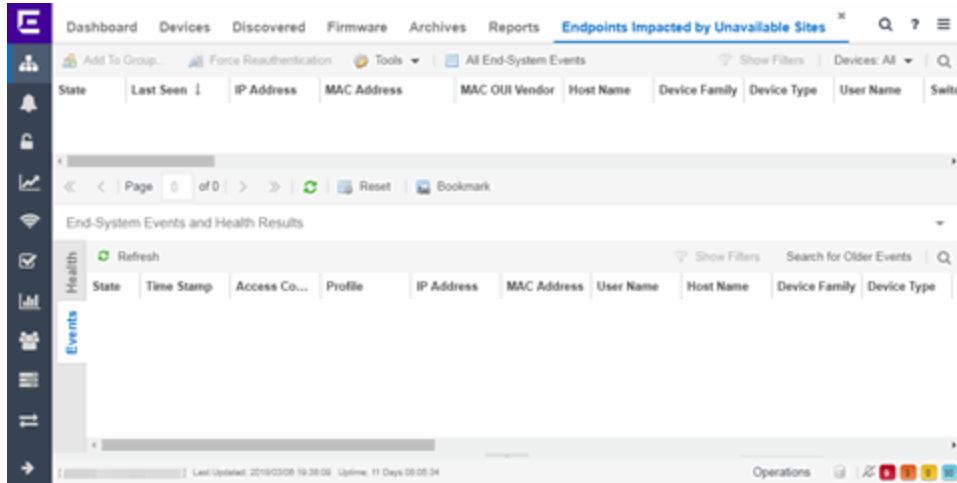 Dashboard Devices Discovered Firmware Archives Reports Endpoints Impacted by Unavailable Sites × ?
Add To Group... Force Reauthentication Tools All End-System Events Show Filters Devices: All
State Last Seen IP Address MAC Address MAC OUI Vendor Host Name Device Family Device Type User Name Switc
Page 0 of 0 Reset Bookmark
End-System Events and Health Results
Health
Refresh Show Filters Search for Older Events
State Time Stamp Access Co... Profile IP Address MAC Address User Name Host Name Device Family Device Type
Events
Last Updated: 2018/03/06 19:38:09 Uptime: 11 Days 08:05:34 Operations